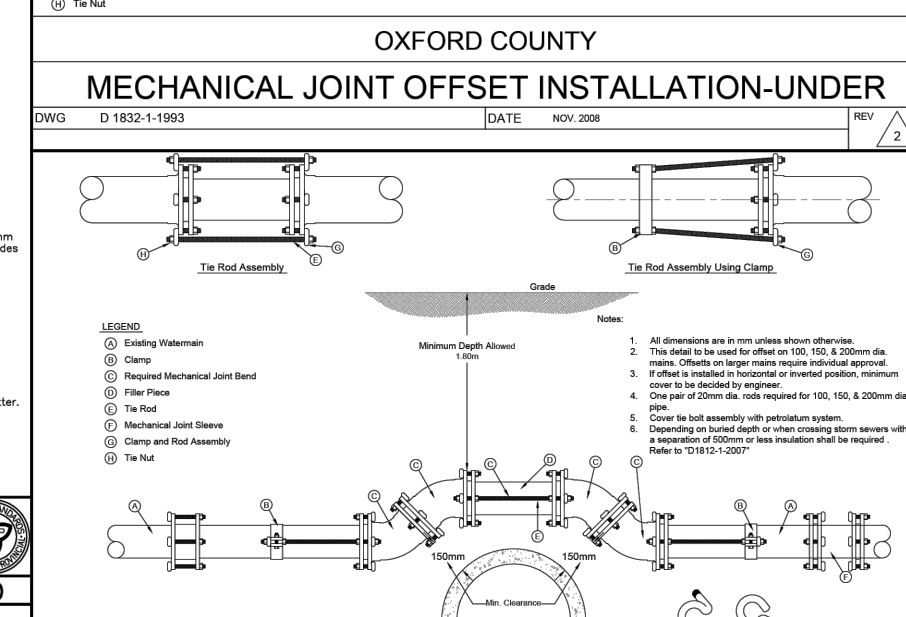 H Tie Nut
OXFORD COUNTY
MECHANICAL JOINT OFFSET INSTALLATION-UNDER
DWG D 1832-1-1993 DATE NOV. 2008 REV 2
H
Tie Rod Assembly
E
G
B
Tie Rod Assembly Using Clamp
G
Grade
Minimum Depth Allowed
1.80m
LEGEND
A Existing Watermain
B Clamp
C Required Mechanical Joint Bend
D Filler Piece
E Tie Rod
F Mechanical Joint Sleeve
G Clamp and Rod Assembly
H Tie Nut
Notes:
1. All dimensions are in mm unless shown otherwise.
2. This detail to be used for offset on 100, 150, & 200mm dia.
mains. Offsetts on larger mains require individual approval.
3. If offset is installed in horizontal or inverted position, minimum
cover to be decided by engineer.
4. One pair of 20mm dia. rods required for 100, 150, & 200mm dia
pipe.
5. Cover tie bolt assembly with petrolatum system.
6. Depending on buried depth or when crossing storm sewers with
a separation of 500mm or less insulation shall be required .
Refer to "D1812-1-2007"
A
B
C
C
C
D
E
C
C
B
A
F
150mm
150mm
Min. Clearance